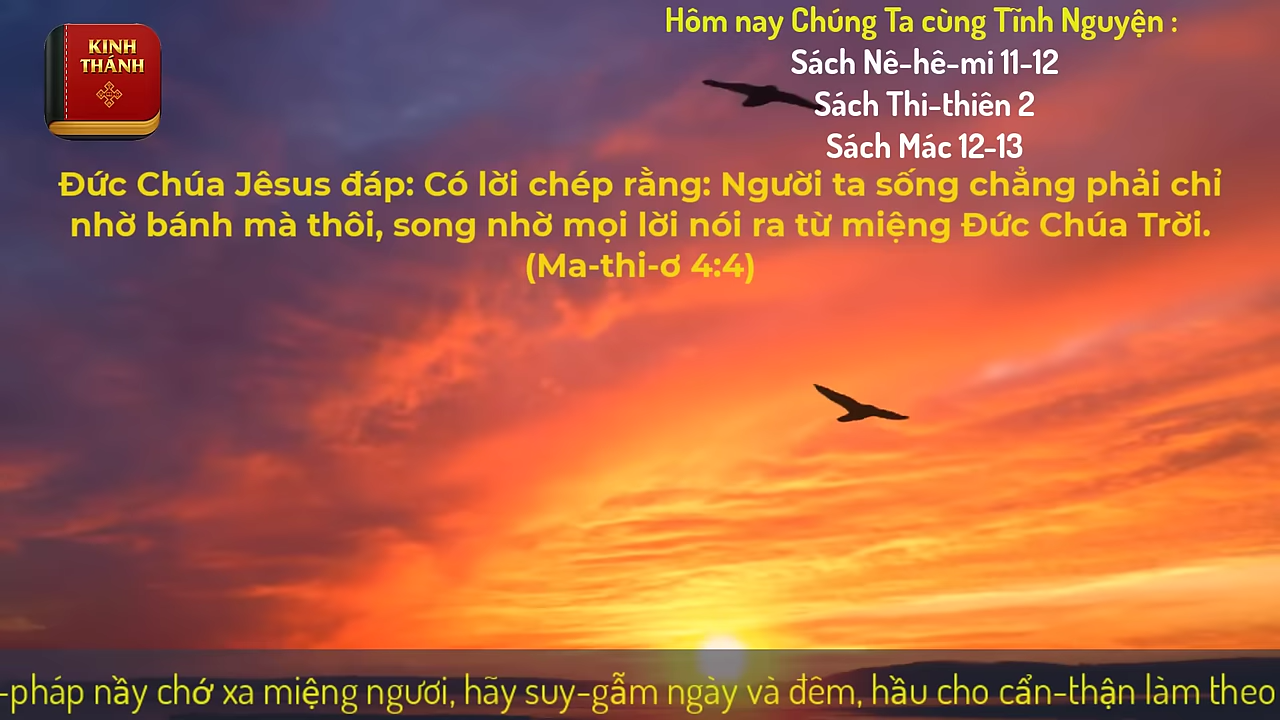 KINH
THÁNH
Hôm nay Chúng Ta cùng Tĩnh Nguyện :
Sách Nê-hê-mi 11-12
Sách Thi-thiên 2
Sách Mác 12-13
Đức Chúa Jêsus đáp: Có lời chép rằng: Người ta sống chẳng phải chỉ
nhờ bánh mà thôi, song nhờ mọi lời nói ra từ miệng Đức Chúa Trời.
(Ma-thi-ơ 4:4)
-pháp nầy chớ xa miệng ngươi, hãy suy-gẫm ngày và đêm, hầu cho cẩn-thận làm theo